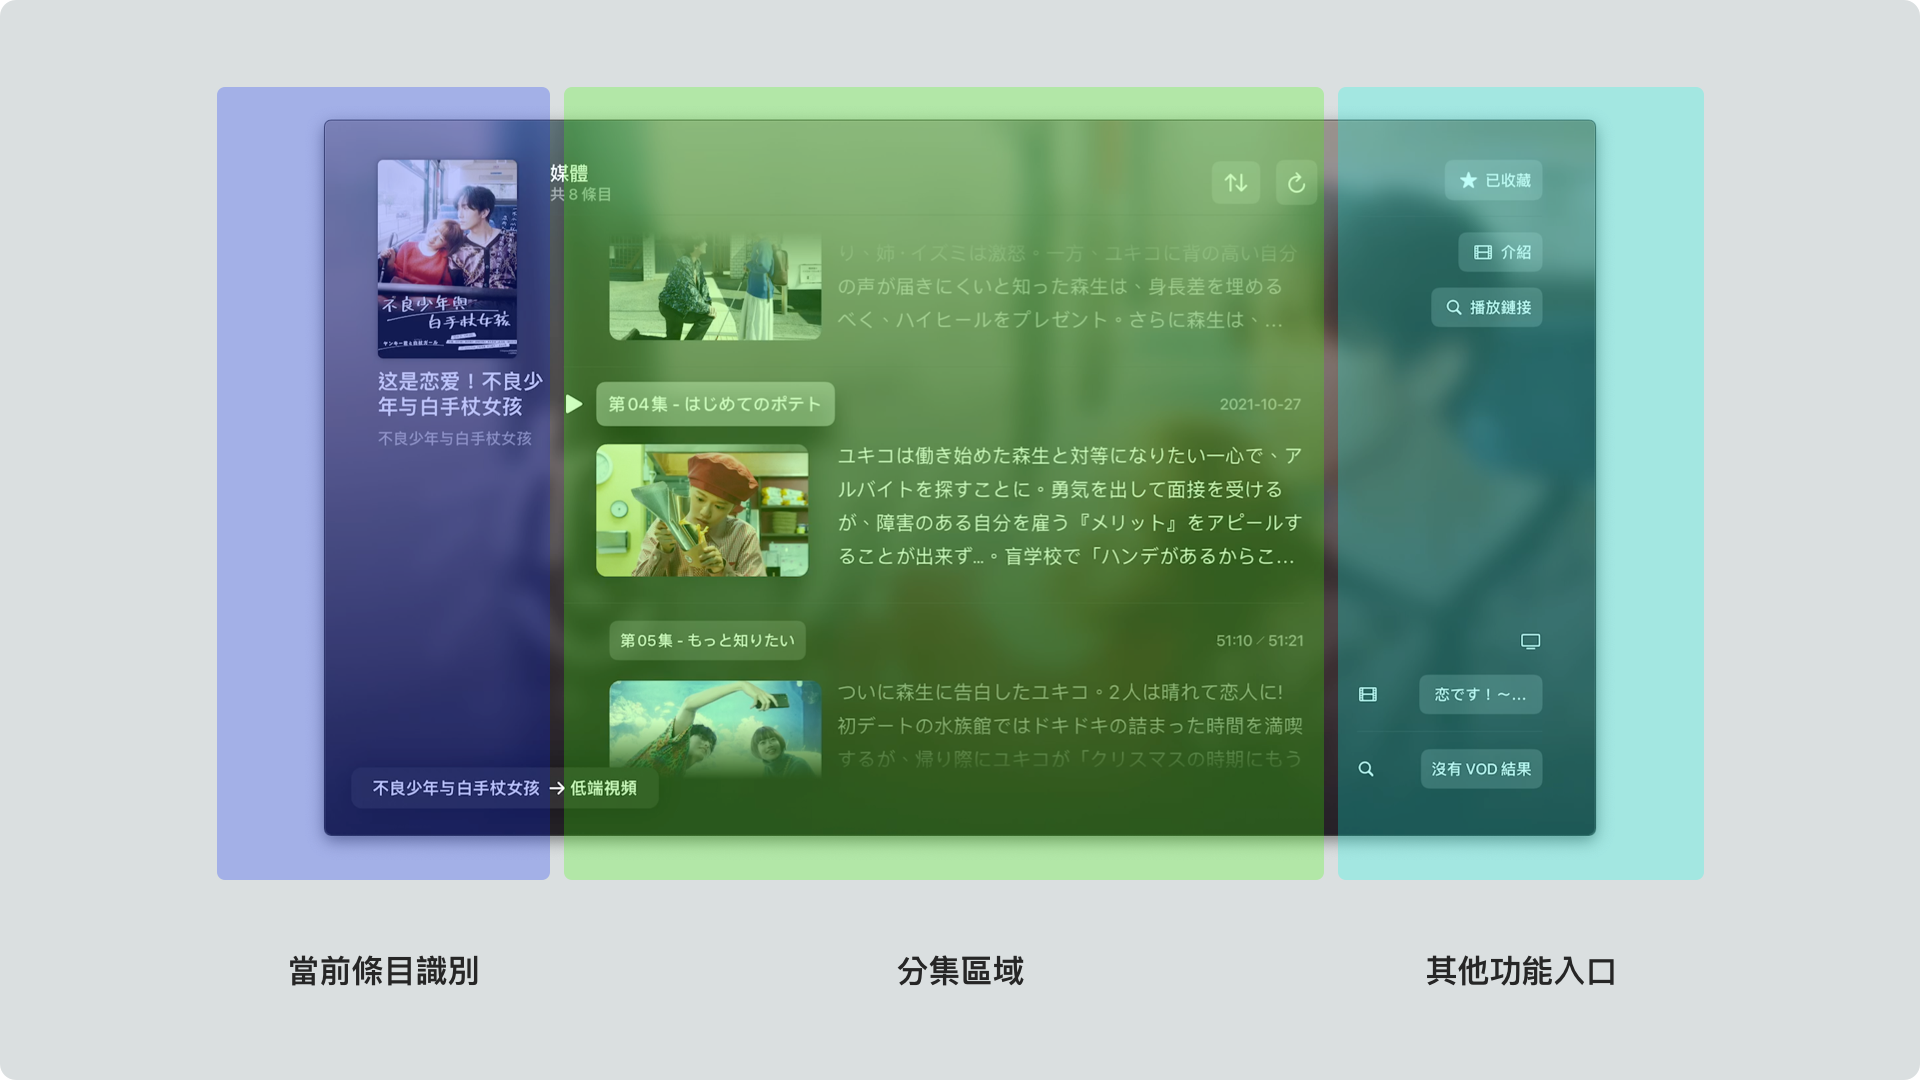 不良少年與
白手杖女孩
ヤンキー君&白杖ガール
这是恋爱！不良少
年与白手杖女孩
不良少年与白手杖女孩
不良少年与白手杖女孩 → 低端視頻
媒體
共 8 條目
り、姉・イズミは激怒。一方、ユキコに背の高い自分
の声が届きにくいと知った森生は、身長差を埋める
べく、ハイヒールをプレゼント。さらに森生は、...
第04集 - はじめてのポテト
2021-10-27
ユキコは働き始めた森生と対等になりたい一心で、ア
ルバイトを探すことに。勇気を出して面接を受ける
が、障害のある自分を雇う『メリット』をアピールす
ることが出来ず...。盲学校で「ハンデがあるからこ...
第05集 - もっと知りたい
51:10 / 51:21
ついに森生に告白したユキコ。2人は晴れて恋人に!
初デートの水族館ではドキドキの詰まった時間を満喫
するが、帰り際にユキコが「クリスマスの時期にもう
已收藏
介紹
播放鏈接
恋です！～...
沒有 VOD 結果
當前條目識別
分集區域
其他功能入口